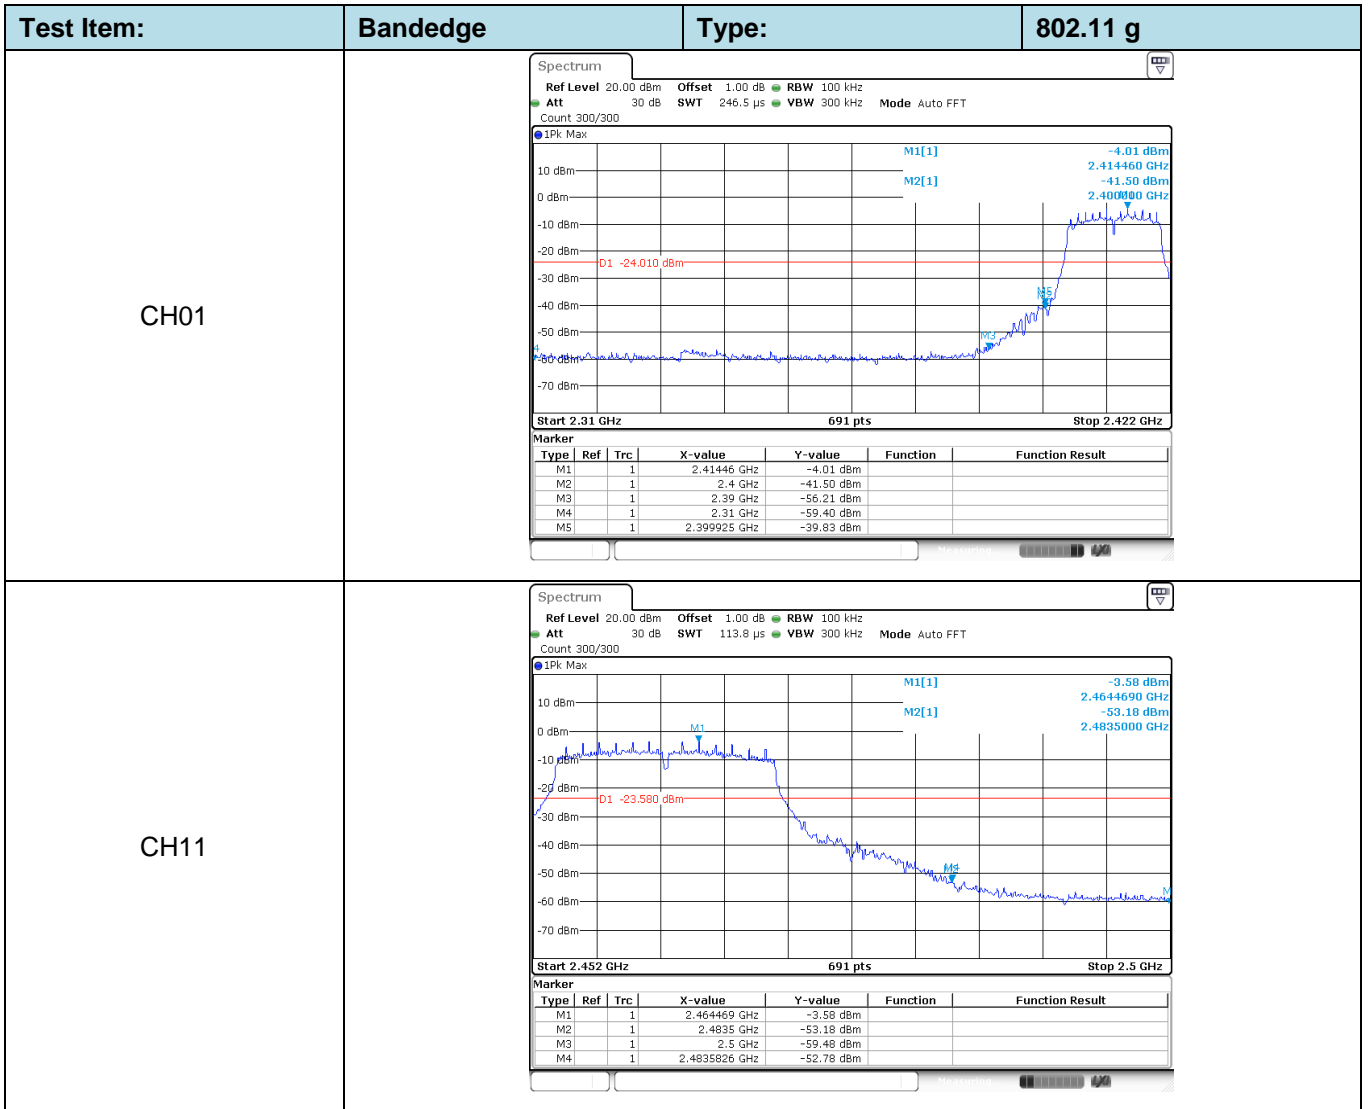 Test Item: Bandedge Type: 802.11 g
CH01
Spectrum
Ref Level 20.00 dBm Offset 1.00 dB RBW 100 kHz
Att 30 dB SWT 246.5 µs VBW 300 kHz Mode Auto FFT
Count 300/300
1Pk Max
M1[1] -4.01 dBm
2.414460 GHz
M2[1] -41.50 dBm
2.400000 GHz
M1
10 dBm
0 dBm
-10 dBm
-20 dBm
D1 -24.010 dBm
-30 dBm
M5
-40 dBm
-50 dBm
M3
4
-60 dBm
-70 dBm
Start 2.31 GHz 691 pts Stop 2.422 GHz
Marker
Type Ref Trc X-value Y-value Function Function Result
M1 1 2.41446 GHz -4.01 dBm
M2 1 2.4 GHz -41.50 dBm
M3 1 2.39 GHz -56.21 dBm
M4 1 2.31 GHz -59.40 dBm
M5 1 2.399925 GHz -39.83 dBm
Measuring...
LXI
CH11
Spectrum
Ref Level 20.00 dBm Offset 1.00 dB RBW 100 kHz
Att 30 dB SWT 113.8 µs VBW 300 kHz Mode Auto FFT
Count 300/300
1Pk Max
M1[1] -3.58 dBm
2.4644690 GHz
M2[1] -53.18 dBm
2.4835000 GHz
10 dBm
M1
0 dBm
-10 dBm
-20 dBm
D1 -23.580 dBm
-30 dBm
-40 dBm
-50 dBm
-60 dBm
M
-70 dBm
Start 2.452 GHz 691 pts Stop 2.5 GHz
Marker
Type Ref Trc X-value Y-value Function Function Result
M1 1 2.464469 GHz -3.58 dBm
M2 1 2.4835 GHz -53.18 dBm
M3 1 2.5 GHz -59.48 dBm
M4 1 2.4835826 GHz -52.78 dBm
Measuring...
LXI